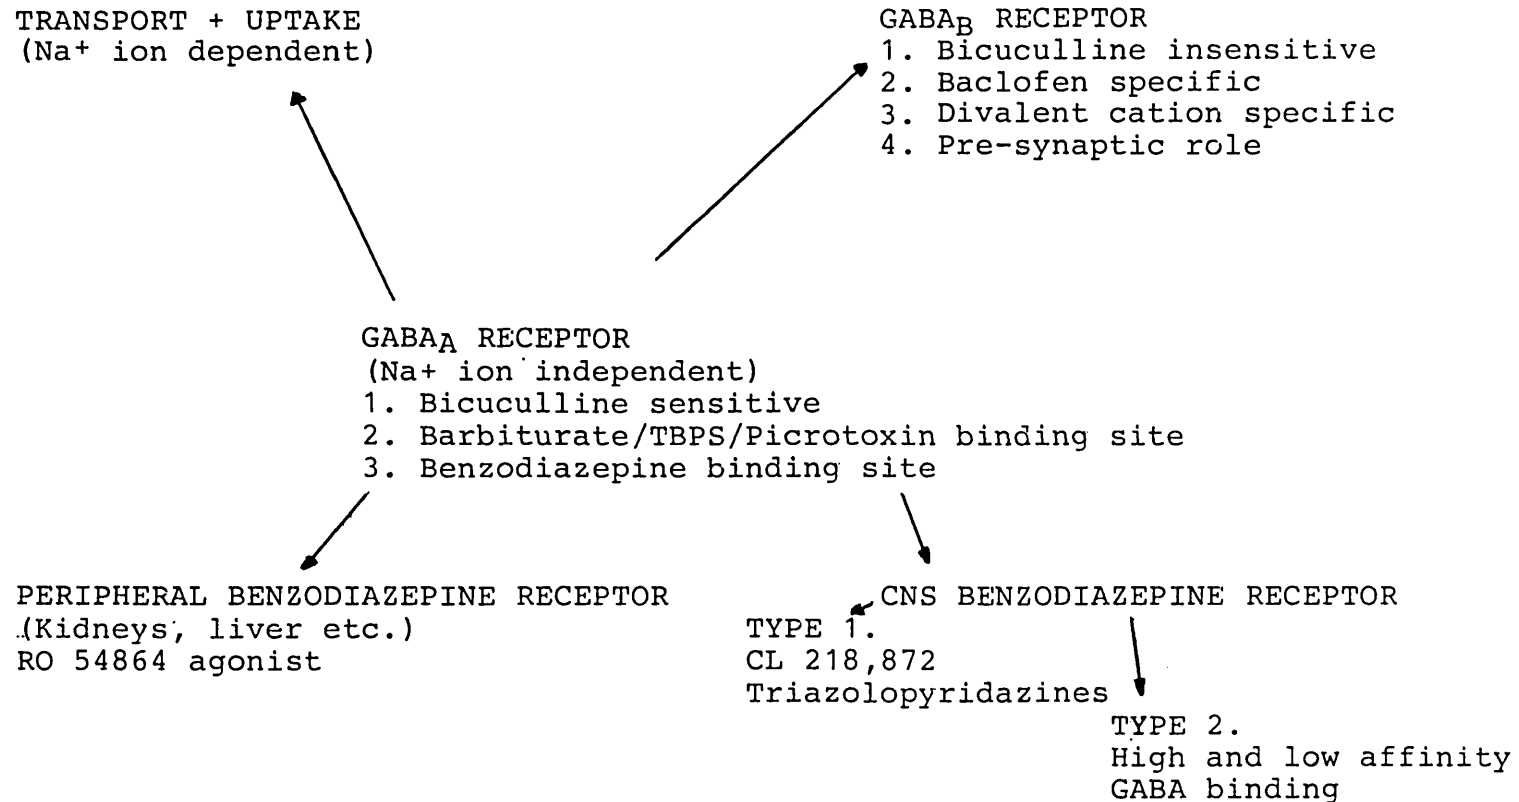 TRANSPORT + UPTAKE
(Na+ ion dependent)
GABAB RECEPTOR
1. Bicuculline insensitive
2. Baclofen specific
3. Divalent cation specific
4. Pre-synaptic role
GABAA RECEPTOR
(Na+ ion independent)
1. Bicuculline sensitive
2. Barbiturate/TBPS/Picrotoxin binding site
3. Benzodiazepine binding site
PERIPHERAL BENZODIAZEPINE RECEPTOR
(Kidneys, liver etc.)
RO 54864 agonist
CNS BENZODIAZEPINE RECEPTOR
TYPE 1.
CL 218,872
Triazolopyridazines
TYPE 2.
High and low affinity
GABA binding